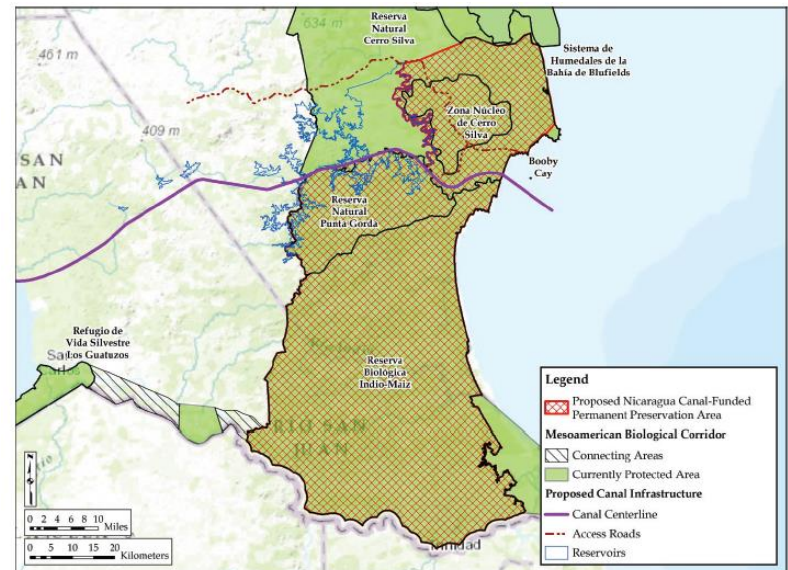 Reserva
Natural
Cerro Silva
634 m
Sistema de
Humedales de la
Bahía de Blufields
461 m
Zona Núcleo
de Cerro
Silva
409 m
SAN
AN
Booby
Cay
Reserva
Natural
Punta Gorda
Refugio de
Vida Silvestre
Los Guatuzos
San
Carlos
Reserva
Biológica
Indio-Maíz
RIO SAN
JUAN
Trinidad
N
0 2 4 6 8 10
Miles
0 5 10 15 20
Kilometers
Legend
Proposed Nicaragua Canal-Funded
Permanent Preservation Area
Mesoamerican Biological Corridor
Connecting Areas
Currently Protected Area
Proposed Canal Infrastructure
Canal Centerline
Access Roads
Reservoirs